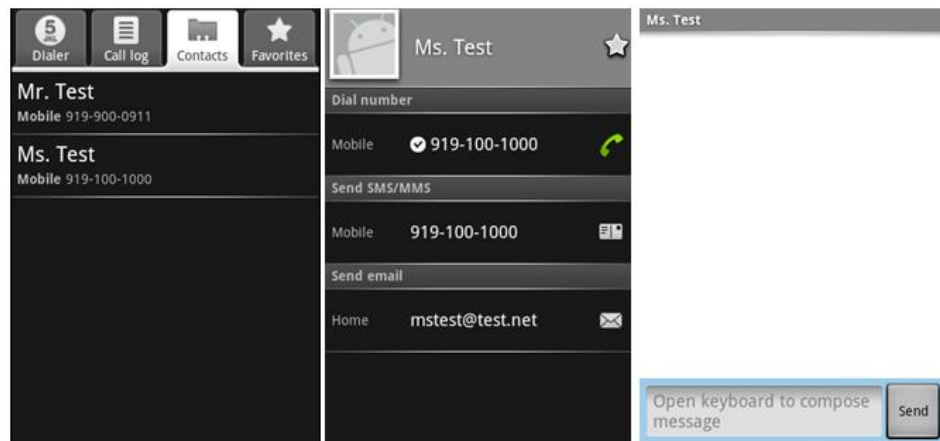 5
JKL
Dialer
Call log
Contacts
Favorites
Mr. Test
Mobile 919-900-0911
Ms. Test
Mobile 919-100-1000
Ms. Test
Dial number
Mobile 919-100-1000
Send SMS/MMS
Mobile 919-100-1000
Send email
Home mstest@test.net
Ms. Test
Open keyboard to compose
message
Send